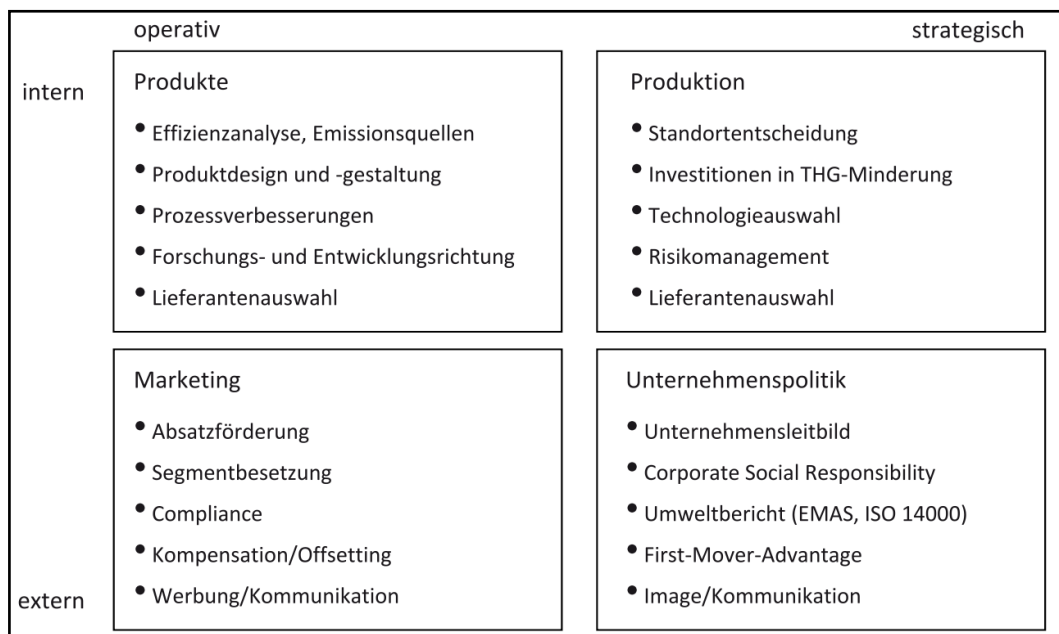 operativ
strategisch
intern
Produkte
• Effizienzanalyse, Emissionsquellen
• Produktdesign und -gestaltung
• Prozessverbesserungen
• Forschungs- und Entwicklungsrichtung
• Lieferantenauswahl
Produktion
• Standortentscheidung
• Investitionen in THG-Minderung
• Technologieauswahl
• Risikomanagement
• Lieferantenauswahl
extern
Marketing
• Absatzförderung
• Segmentbesetzung
• Compliance
• Kompensation/Offsetting
• Werbung/Kommunikation
Unternehmenspolitik
• Unternehmensleitbild
• Corporate Social Responsibility
• Umweltbericht (EMAS, ISO 14000)
• First-Mover-Advantage
• Image/Kommunikation